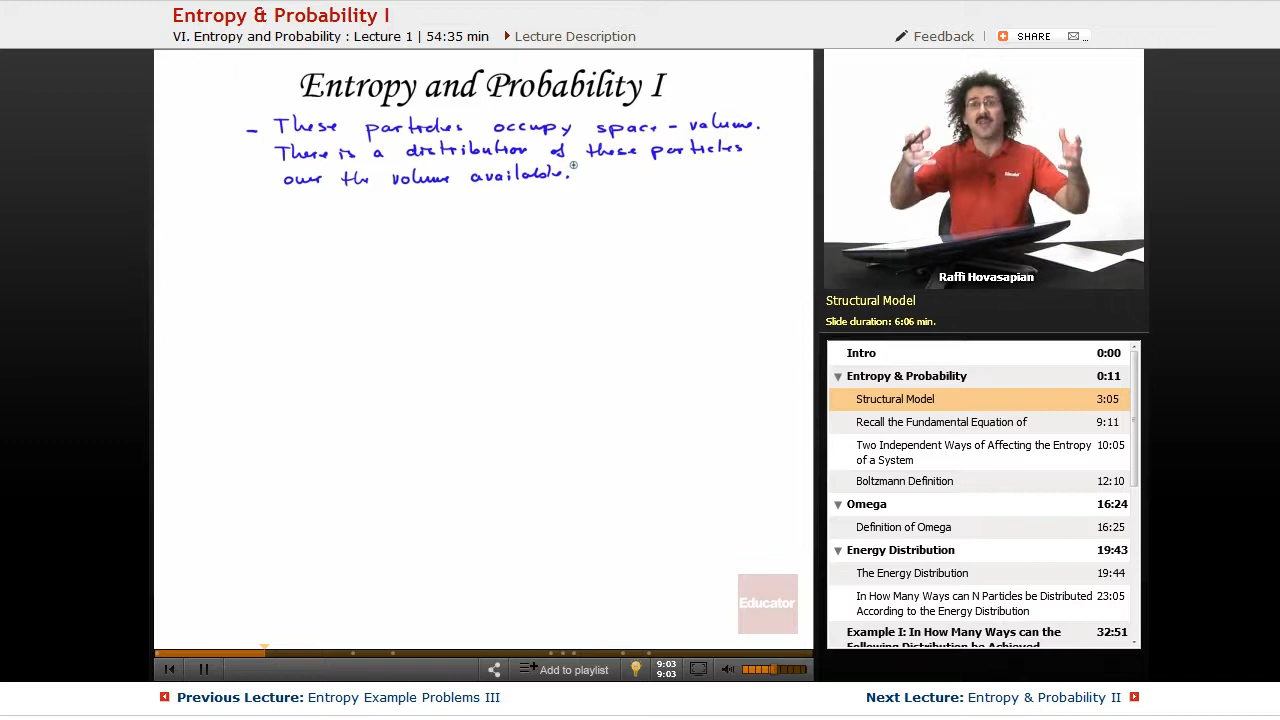 Entropy & Probability I
VI. Entropy and Probability : Lecture 1 | 54:35 min
Lecture Description
Feedback
SHARE
Entropy and Probability I
- These particles occupy space - volume.
There is a distribution of these particles
over the volume available.
Educator
Educator
Raffi Hovasapian
Structural Model
Slide duration: 6:06 min.
Intro 0:00
Entropy & Probability 0:11
Structural Model 3:05
Recall the Fundamental Equation of 9:11
Two Independent Ways of Affecting the Entropy 10:05
of a System
Boltzmann Definition 12:10
Omega 16:24
Definition of Omega 16:25
Energy Distribution 19:43
The Energy Distribution 19:44
In How Many Ways can N Particles be Distributed 23:05
According to the Energy Distribution
Example I: In How Many Ways can the 32:51
Following Distribution be Achieved
Add to playlist
9:03
9:03
Previous Lecture: Entropy Example Problems III
Next Lecture: Entropy & Probability II